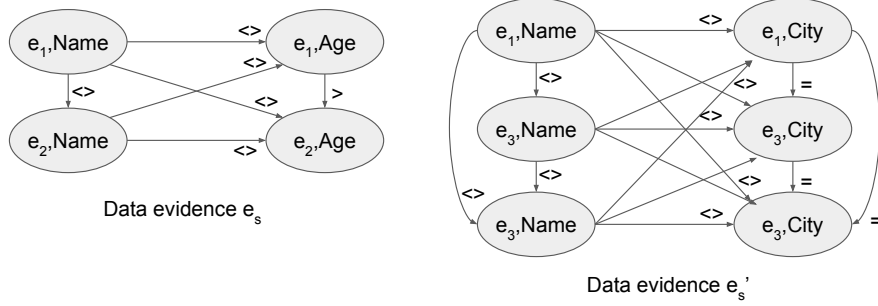 e1,Name <> e1,Age
<>
<> <> >
e2,Name <> e2,Age
Data evidence es
e1,Name <> e1,City
<> <> =
e3,Name <> e3,City
<> <> =
<> e3,Name <> e3,City =
Data evidence es’